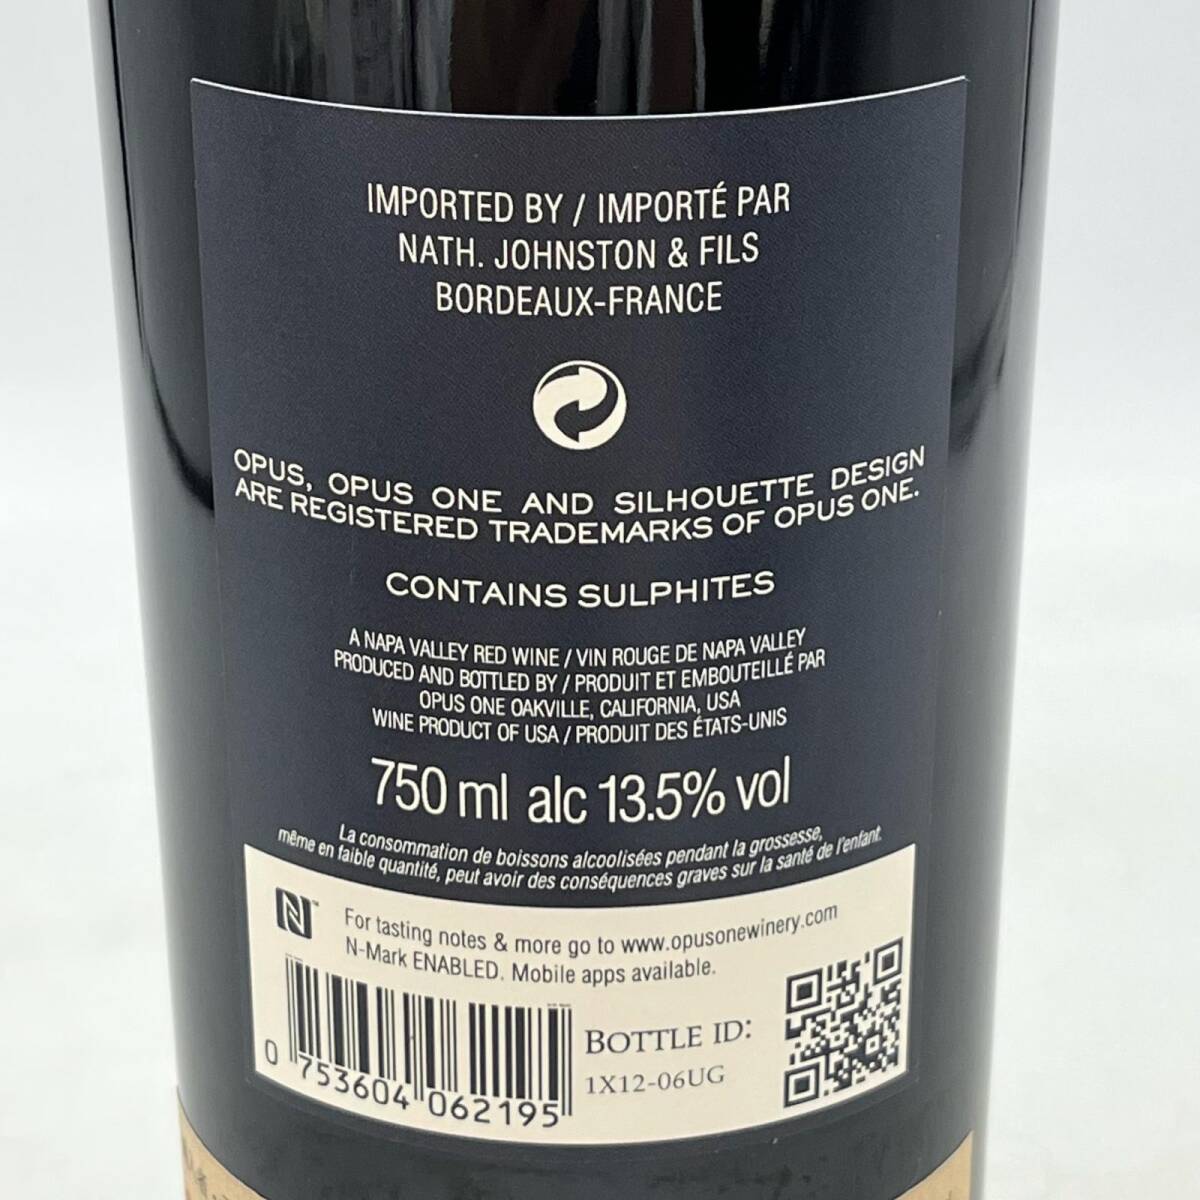 IMPORTED BY / IMPORTÉ PAR
NATH. JOHNSTON & FILS
BORDEAUX-FRANCE
OPUS, OPUS ONE AND SILHOUETTE DESIGN
ARE REGISTERED TRADEMARKS OF OPUS ONE.
CONTAINS SULPHITES
A NAPA VALLEY RED WINE / VIN ROUGE DE NAPA VALLEY
PRODUCED AND BOTTLED BY / PRODUIT ET EMBOUTEILLÉ PAR
OPUS ONE OAKVILLE, CALIFORNIA, USA
WINE PRODUCT OF USA / PRODUIT DES ÉTATS-UNIS
750 ml alc 13.5% vol
La consommation de boissons alcoolisées pendant la grossesse,
même en faible quantité, peut avoir des conséquences graves sur la santé de l'enfant.
N™
For tasting notes & more go to www.opusonewinery.com
N-Mark ENABLED. Mobile apps available.
BOTTLE ID:
1X12-06UG
0 753604 062195